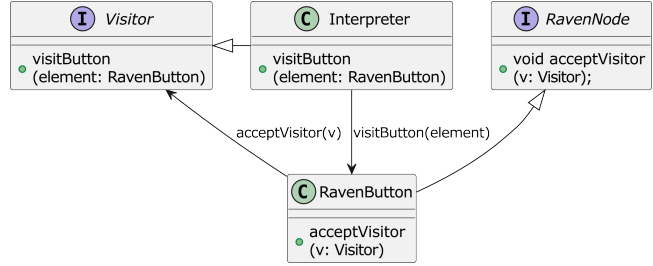 I Visitor
visitButton
(element: RavenButton)
C Interpreter
visitButton
(element: RavenButton)
I RavenNode
void acceptVisitor
(v: Visitor);
acceptVisitor(v)
visitButton(element)
C RavenButton
acceptVisitor
(v: Visitor)